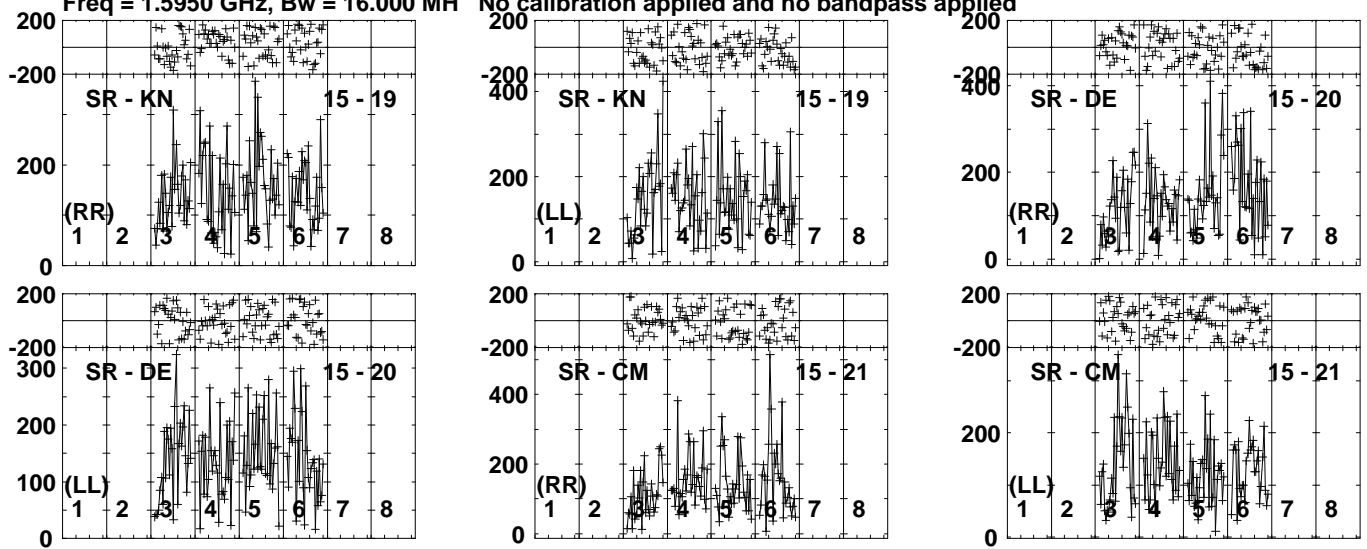 Freq = 1.5950 GHz, Bw = 16.000 MH No calibration applied and no bandpass applied
200 200 200
-200 -200 -200
SR - KN 15 - 19 400 SR - KN 15 - 19 400 SR - DE 15 - 20
200 200 200
(RR) (LL) (RR)
1 2 3 4 5 6 7 8 1 2 3 4 5 6 7 8 1 2 3 4 5 6 7 8
0 0 0
200 200 200
-200 -200 -200
300 SR - DE 15 - 20 SR - CM 15 - 21 SR - CM 15 - 21
200 400 200
100 200
(LL) (RR) (LL)
1 2 3 4 5 6 7 8 1 2 3 4 5 6 7 8 1 2 3 4 5 6 7 8
0 0 0